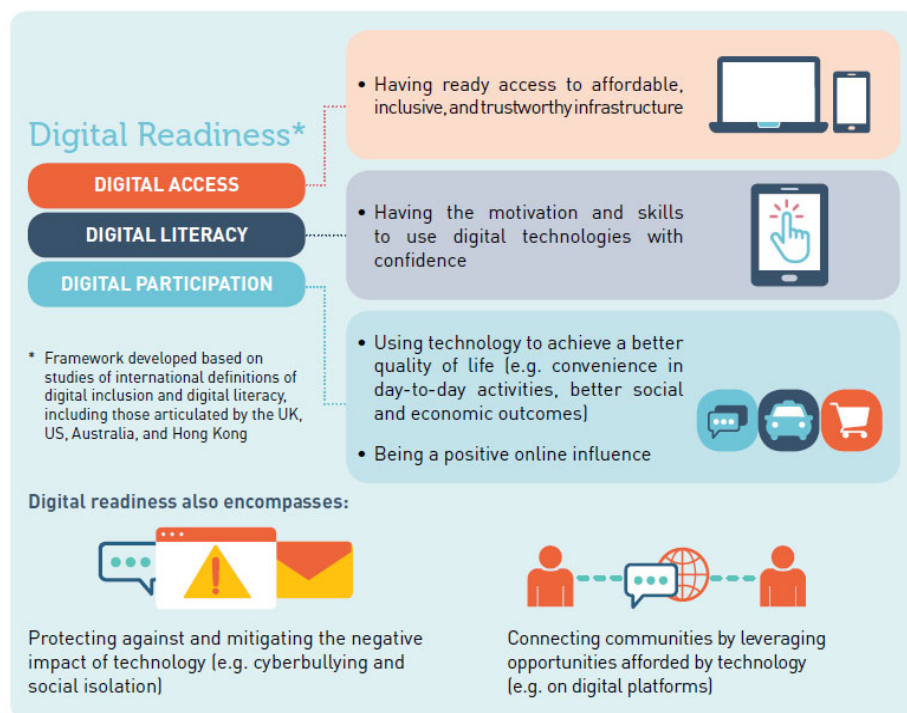 Digital Readiness*
DIGITAL ACCESS
DIGITAL LITERACY
DIGITAL PARTICIPATION
• Having ready access to affordable,
inclusive, and trustworthy infrastructure
• Having the motivation and skills
to use digital technologies with
confidence
• Using technology to achieve a better
quality of life (e.g. convenience in
day-to-day activities, better social
and economic outcomes)
• Being a positive online influence
* Framework developed based on
studies of international definitions of
digital inclusion and digital literacy,
including those articulated by the UK,
US, Australia, and Hong Kong
Digital readiness also encompasses:
Protecting against and mitigating the negative
impact of technology (e.g. cyberbullying and
social isolation)
Connecting communities by leveraging
opportunities afforded by technology
(e.g. on digital platforms)